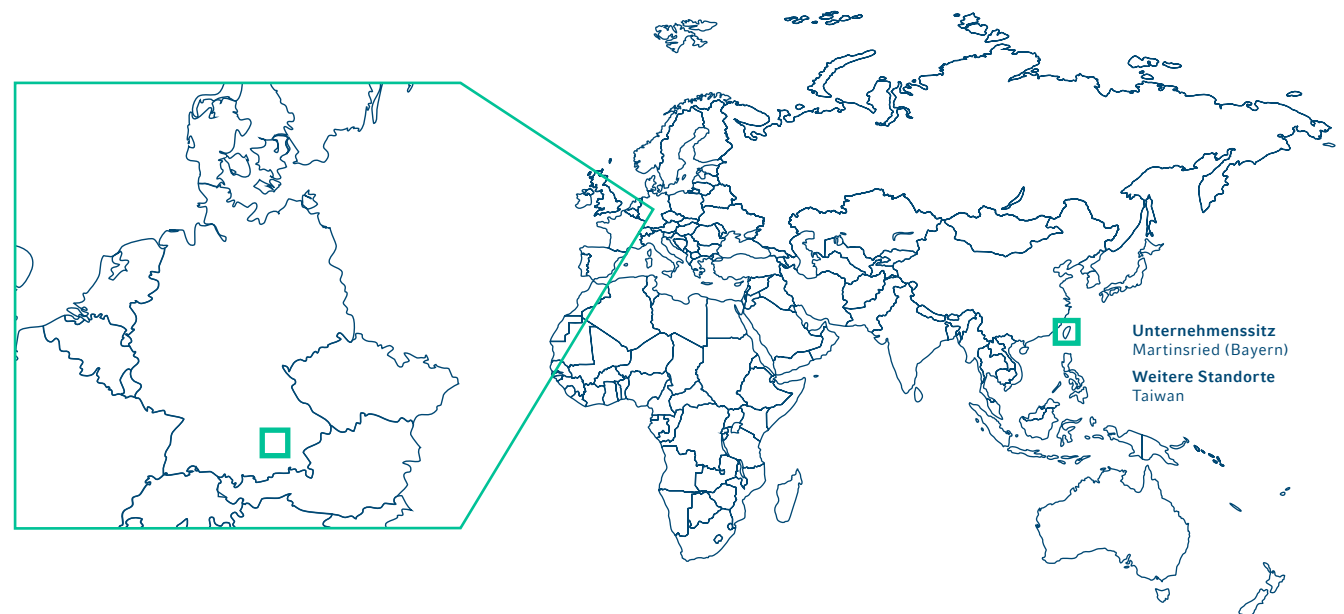 Unternehmenssitz
Martinsried (Bayern)
Weitere Standorte
Taiwan